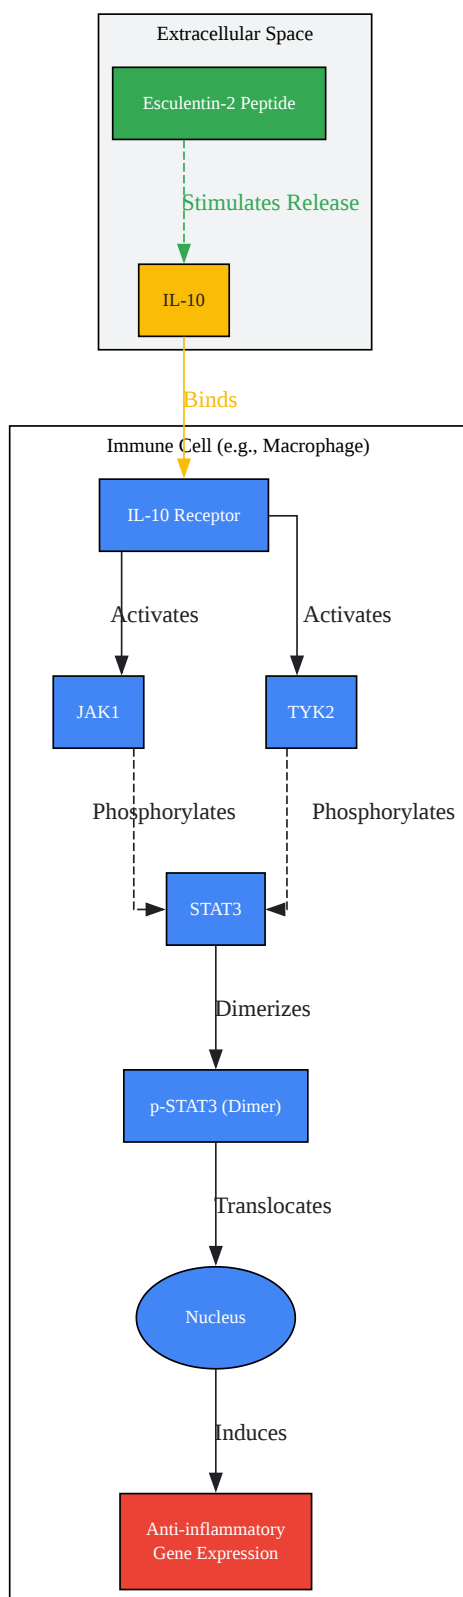 Extracellular Space
Esculentin-2 Peptide
Stimulates Release
IL-10
Binds
Immune Cell (e.g., Macrophage)
IL-10 Receptor
Activates
Activates
JAK1
TYK2
Phosphorylates
Phosphorylates
STAT3
Dimerizes
p-STAT3 (Dimer)
Translocates
Nucleus
Induces
Anti-inflammatory
Gene Expression